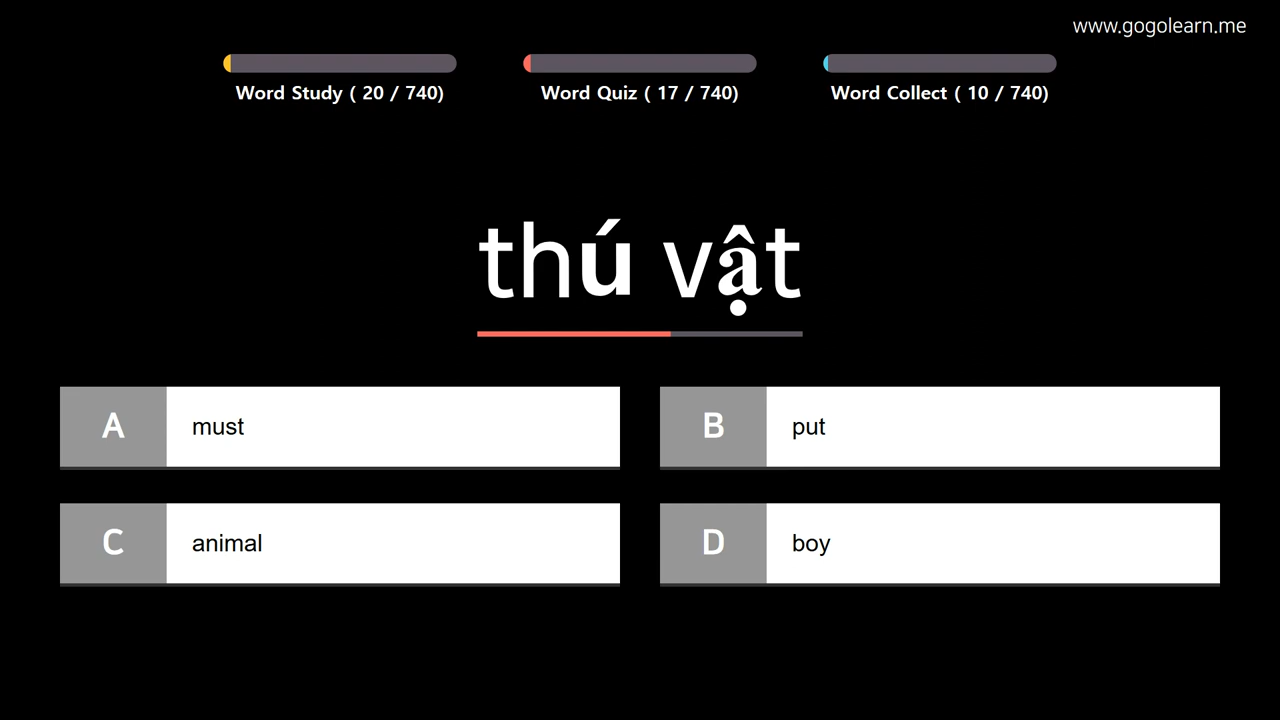 www.gogolearn.me
Word Study ( 20 / 740)
Word Quiz ( 17 / 740)
Word Collect ( 10 / 740)
thú vật
A must
B put
C animal
D boy